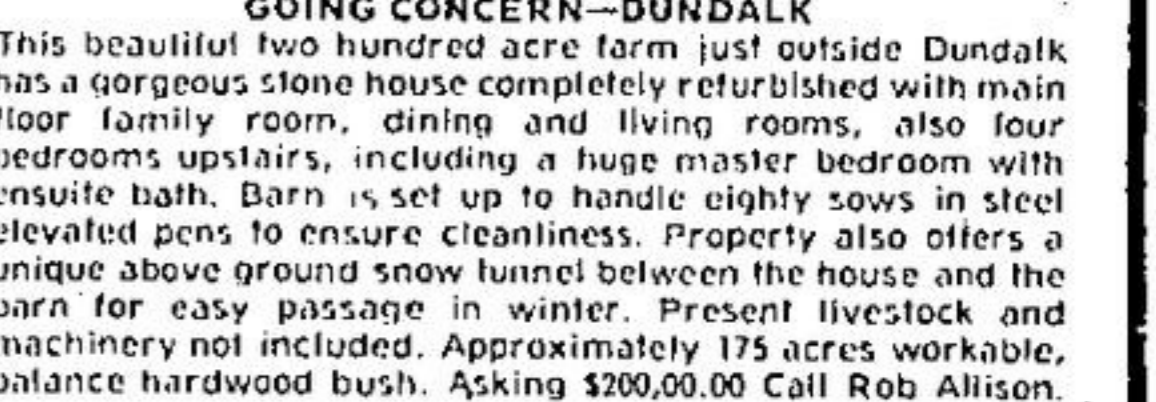 GOING CONCERN—DUNDALK
This beautiful two hundred acre farm just outside Dundalk
has a gorgeous stone house completely refurbished with main
floor family room, dining and living rooms, also four
bedrooms upstairs, including a huge master bedroom with
ensuite bath. Barn is set up to handle eighty sows in steel
elevated pens to ensure cleanliness. Property also offers a
unique above ground snow tunnel between the house and the
barn for easy passage in winter. Present livestock and
machinery not included. Approximately 175 acres workable,
balance hardwood bush. Asking $200,00.00 Call Rob Allison.